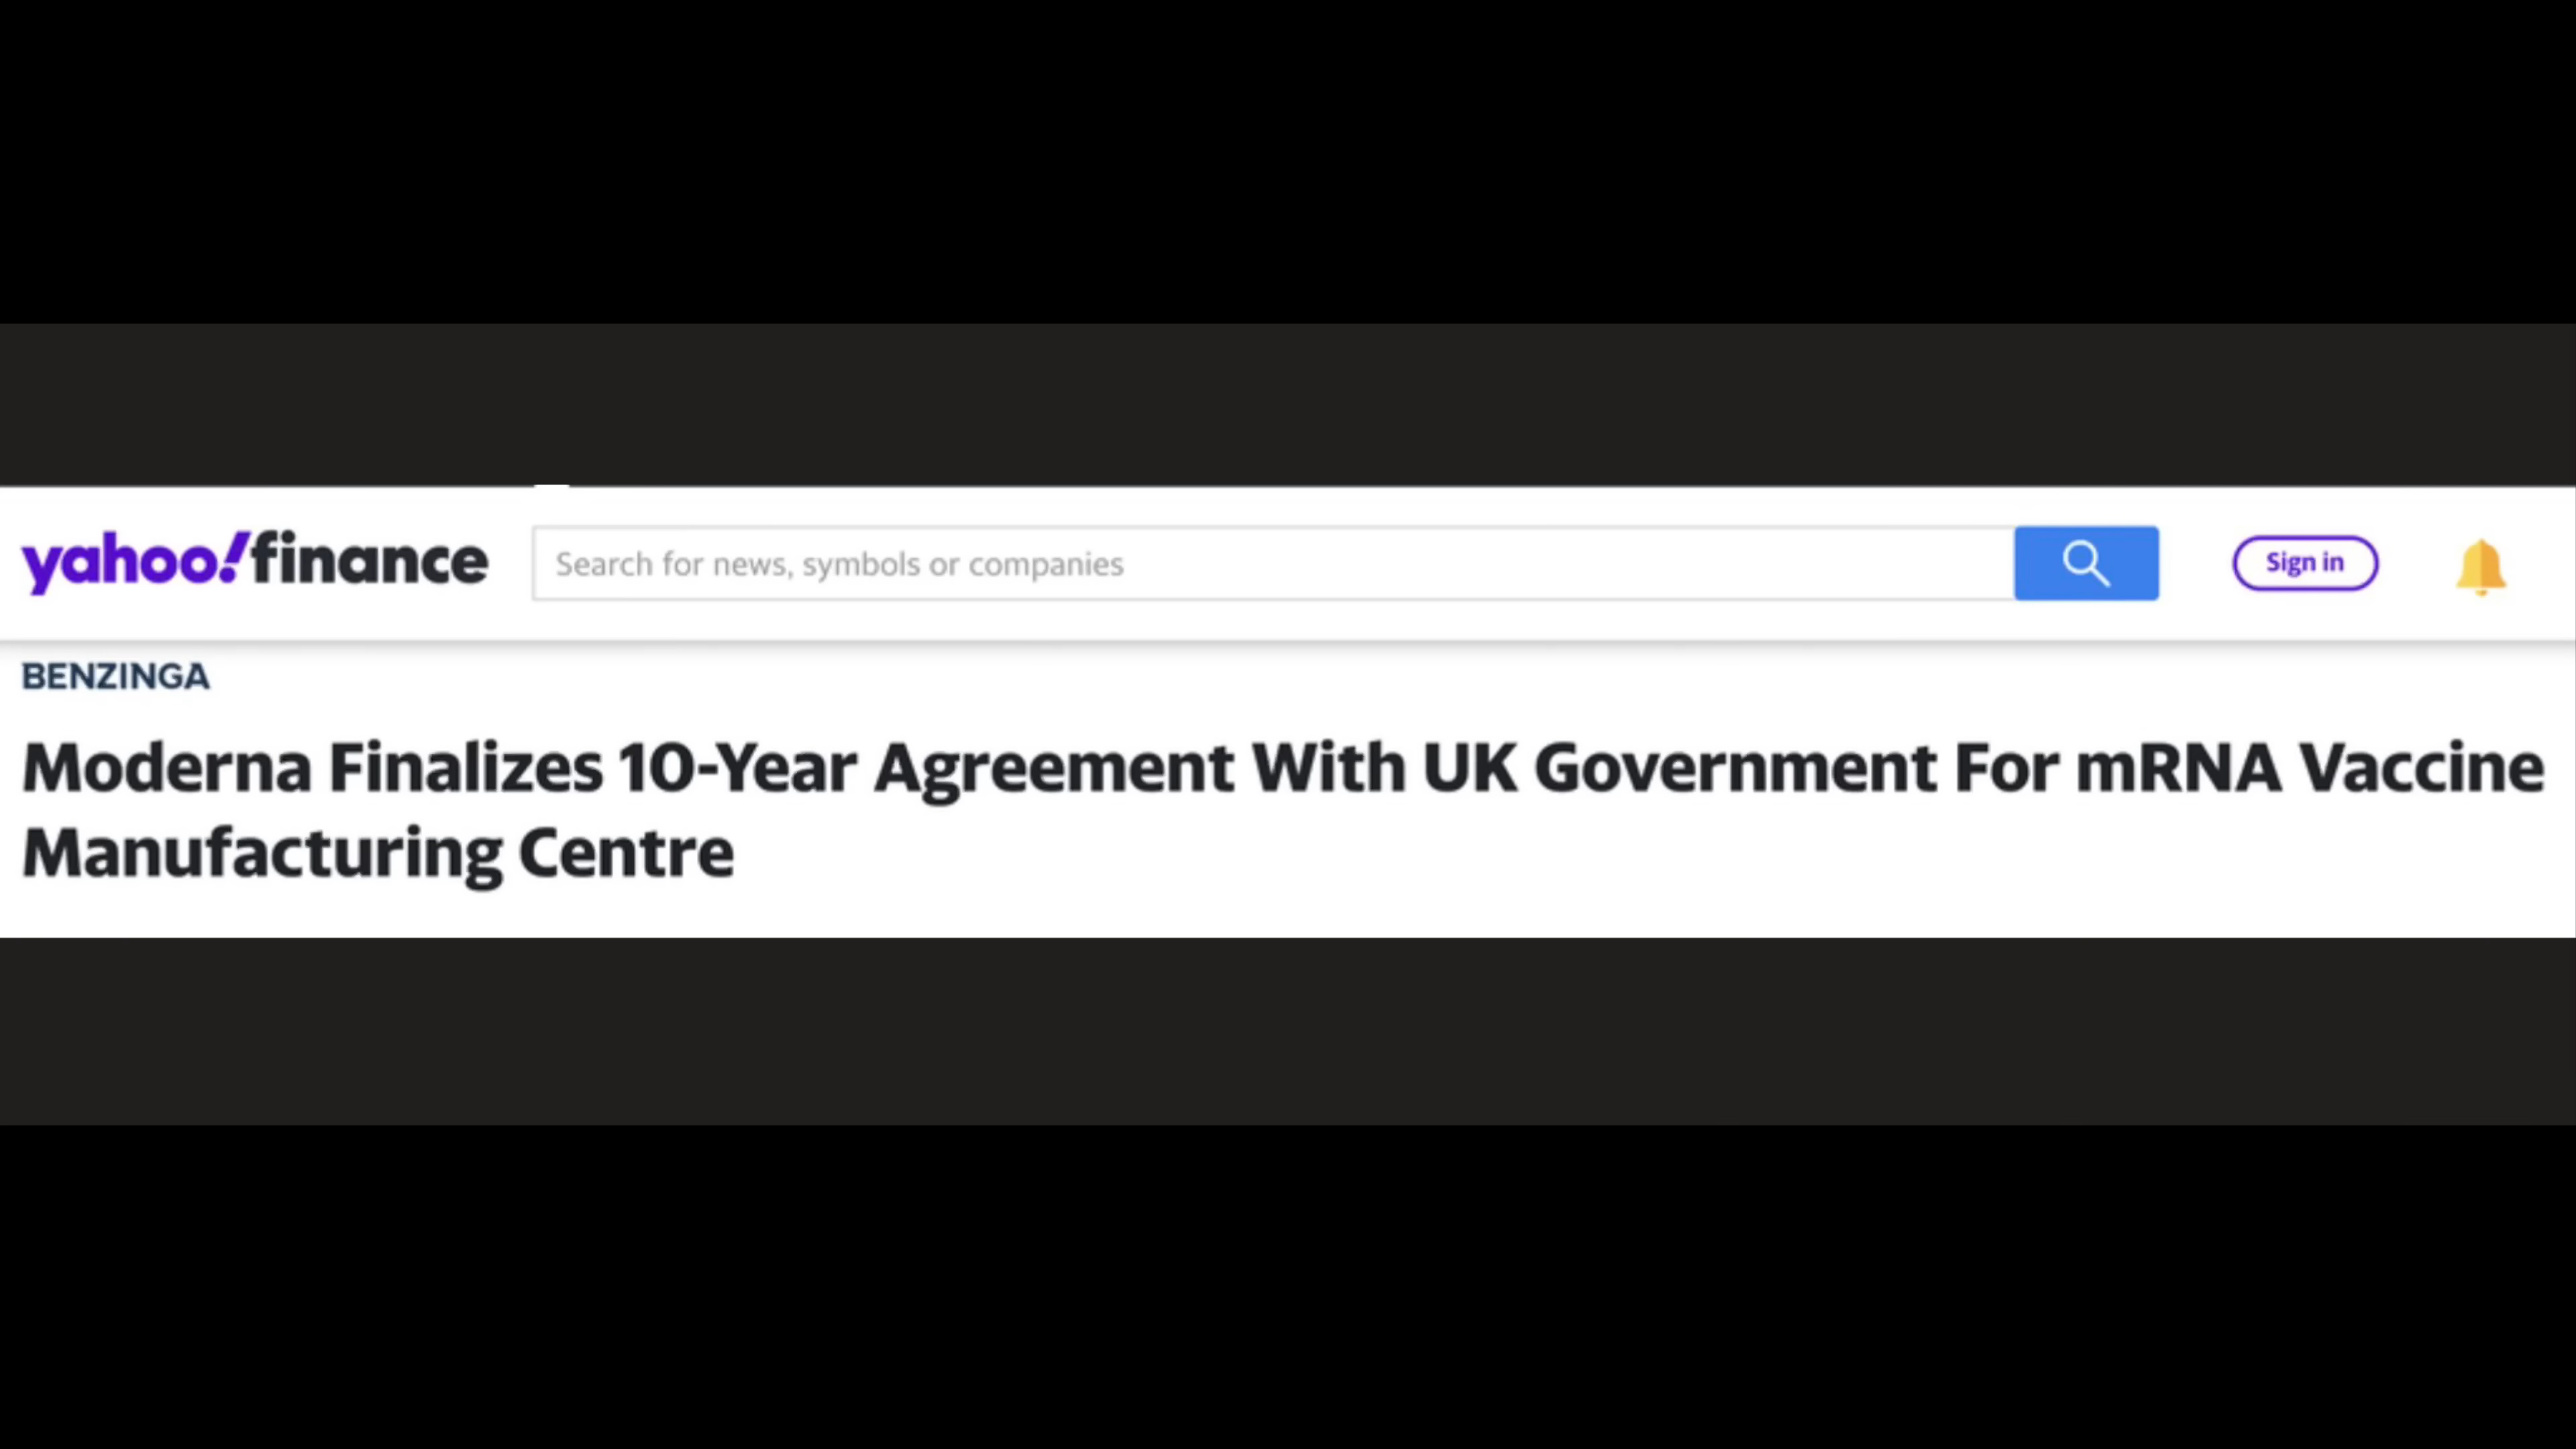 yahoo!finance Search for news, symbols or companies Sign in
BENZINGA
Moderna Finalizes 10-Year Agreement With UK Government For mRNA Vaccine
Manufacturing Centre